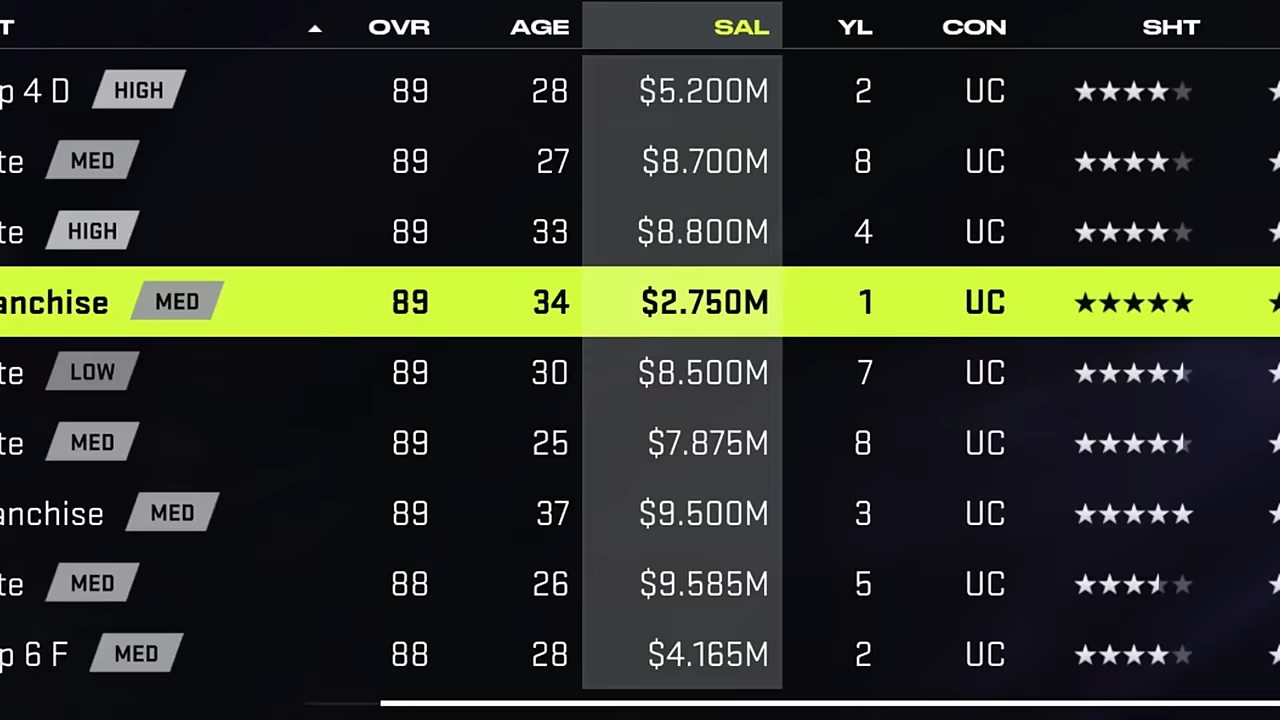 T OVR AGE SAL YL CON SHT
p 4 D HIGH 89 28 $5.200M 2 UC
te MED 89 27 $8.700M 8 UC
te HIGH 89 33 $8.800M 4 UC
anchise MED 89 34 $2.750M 1 UC
te LOW 89 30 $8.500M 7 UC
te MED 89 25 $7.875M 8 UC
anchise MED 89 37 $9.500M 3 UC
te MED 88 26 $9.585M 5 UC
p 6 F MED 88 28 $4.165M 2 UC